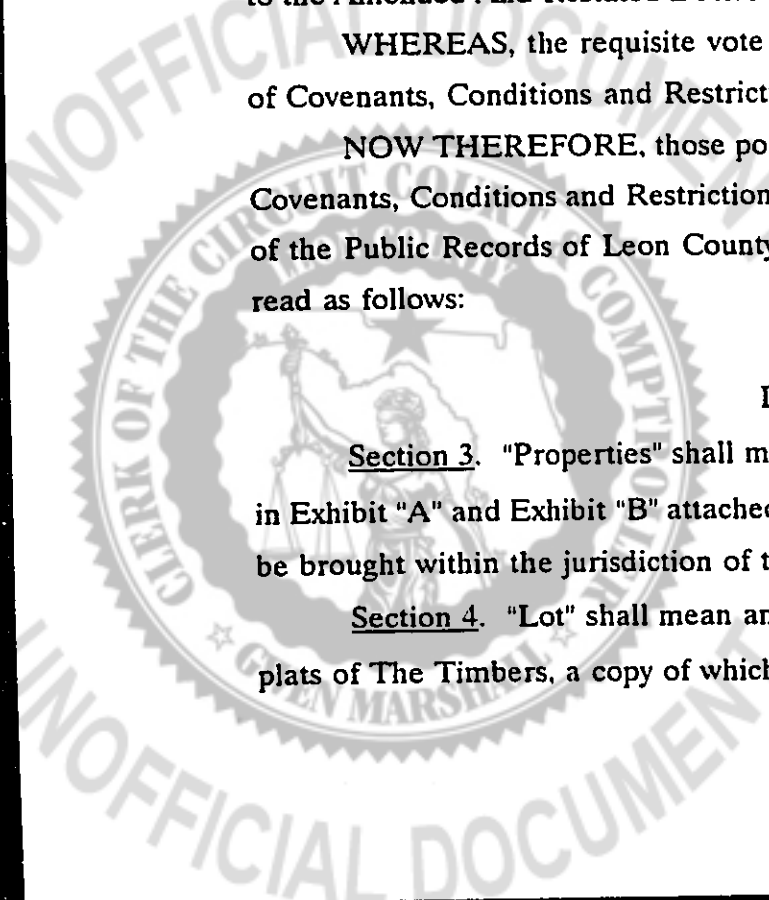 WHEREAS, the requisite vote
of Covenants, Conditions and Restrict
NOW THEREFORE, those po
Covenants, Conditions and Restriction
of the Public Records of Leon County
read as follows:
Section 3. "Properties" shall m
in Exhibit "A" and Exhibit "B" attached
be brought within the jurisdiction of t
Section 4. "Lot" shall mean an
plats of The Timbers, a copy of which
UNOFFICIAL DOCUMENT
CLERK OF THE CIRCUIT COURT & COMPTROLLER
LEON COUNTY
GWEN MARSHALL
UNOFFICIAL DOCUMENT